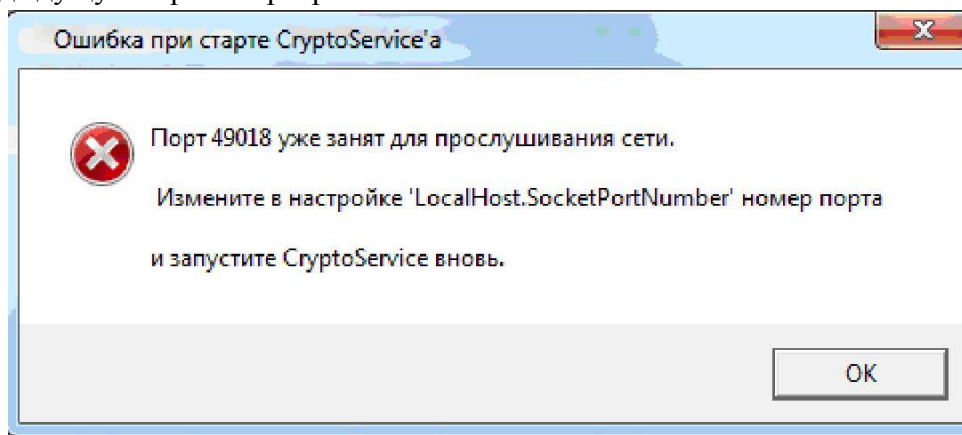 Ошибка при старте CryptoService'а
Порт 49018 уже занят для прослушивания сети.
Измените в настройке 'LocalHost.SocketPortNumber' номер порта
и запустите CryptoService вновь.
OK